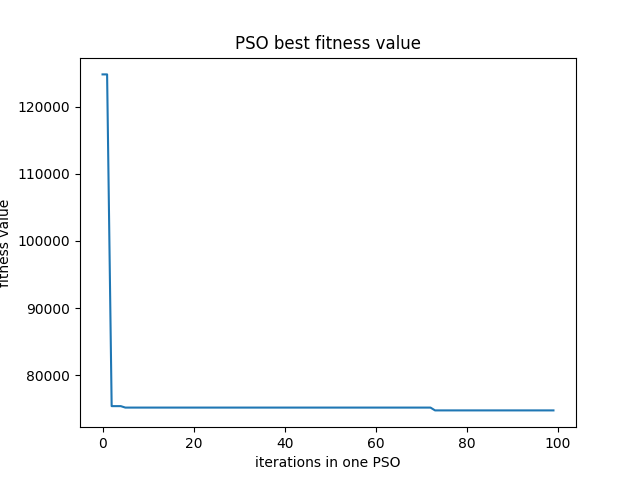 PSO best fitness value
120000
110000
100000
90000
80000
fitness value
0 20 40 60 80 100
iterations in one PSO